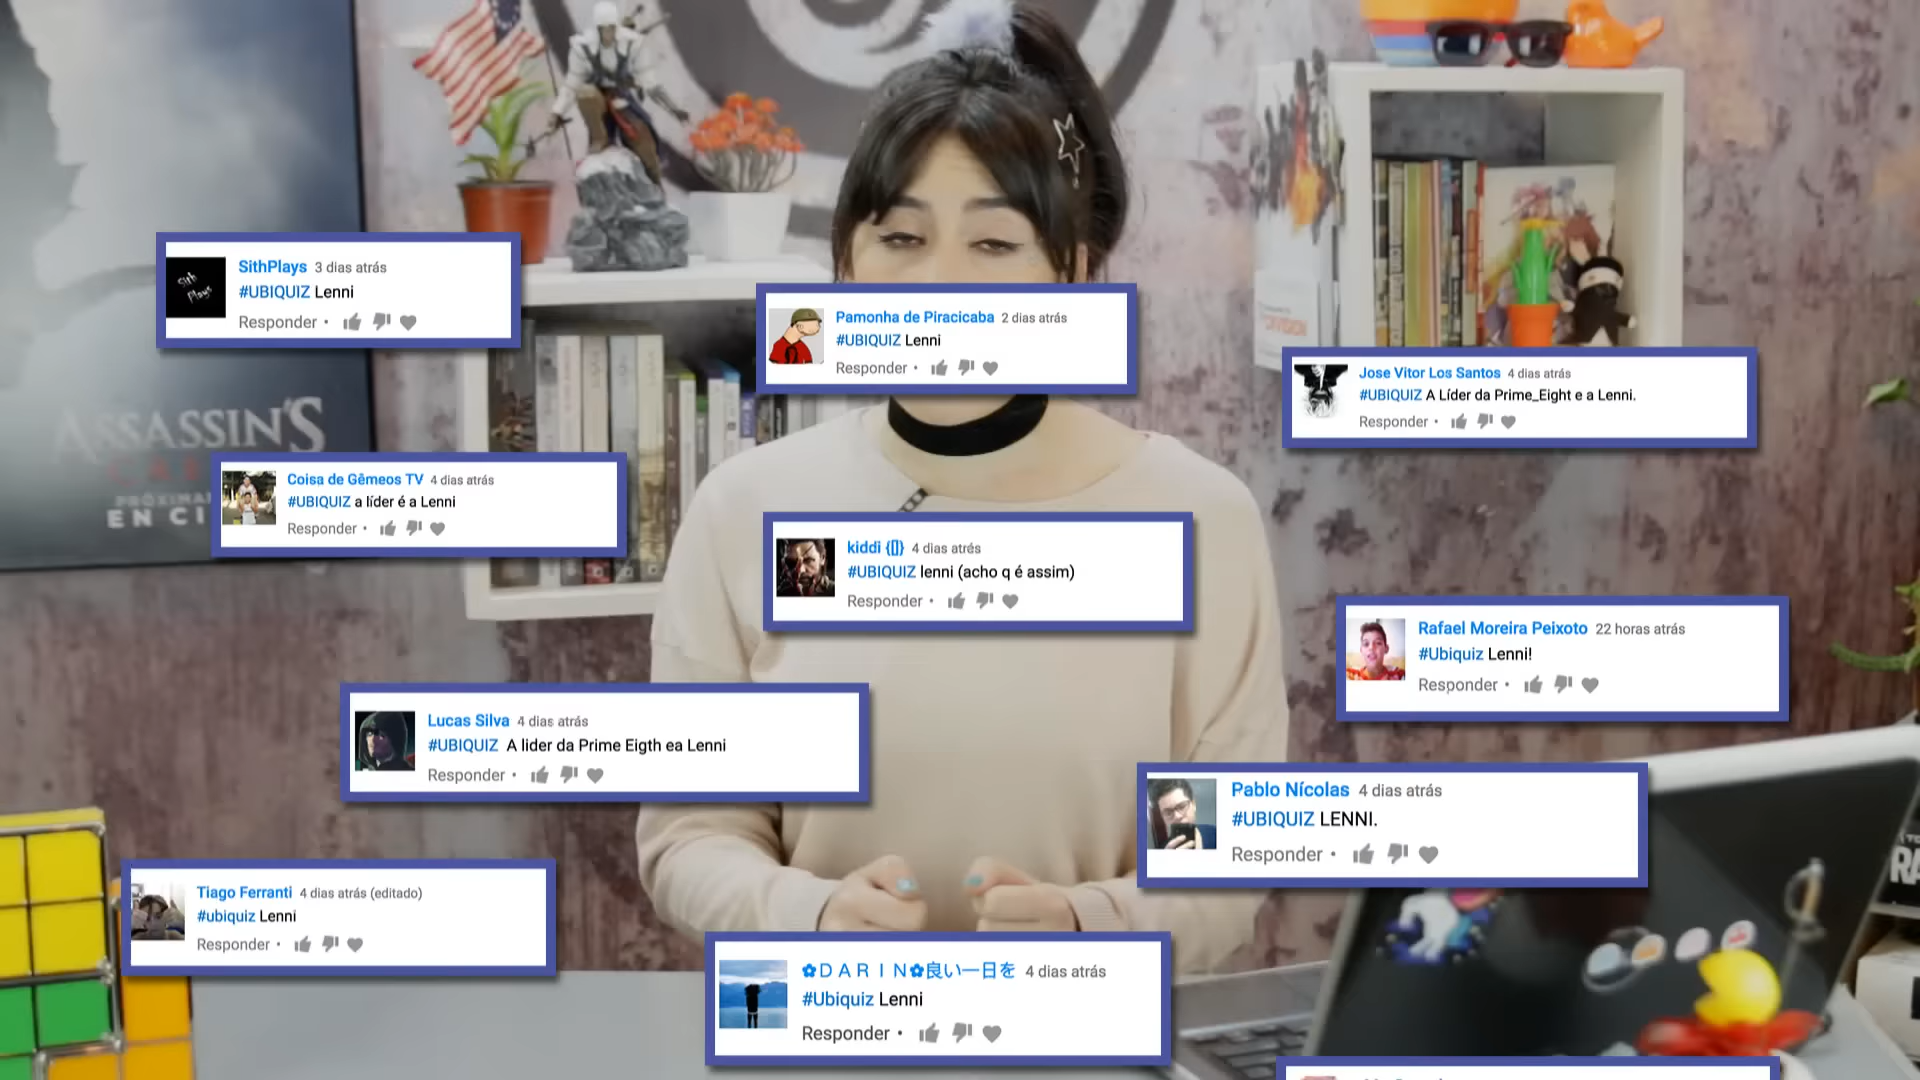 ASSASSIN'S
EN CI
SithPlays 3 dias atrás
#UBIQUIZ Lenni
Responder •
Pamonha de Piracicaba 2 dias atrás
#UBIQUIZ Lenni
Responder •
Jose Vitor Los Santos 4 dias atrás
#UBIQUIZ A Líder da Prime_Eight e a Lenni.
Responder •
Coisa de Gêmeos TV 4 dias atrás
#UBIQUIZ a líder é a Lenni
Responder •
kiddi {[]} 4 dias atrás
#UBIQUIZ lenni (acho q é assim)
Responder •
Rafael Moreira Peixoto 22 horas atrás
#Ubiquiz Lenni!
Responder •
Lucas Silva 4 dias atrás
#UBIQUIZ A lider da Prime Eigth ea Lenni
Responder •
Pablo Nícolas 4 dias atrás
#UBIQUIZ LENNI.
Responder •
Tiago Ferranti 4 dias atrás (editado)
#ubiquiz Lenni
Responder •
✿ＤＡＲＩＮ✿良い一日を 4 dias atrás
#Ubiquiz Lenni
Responder •